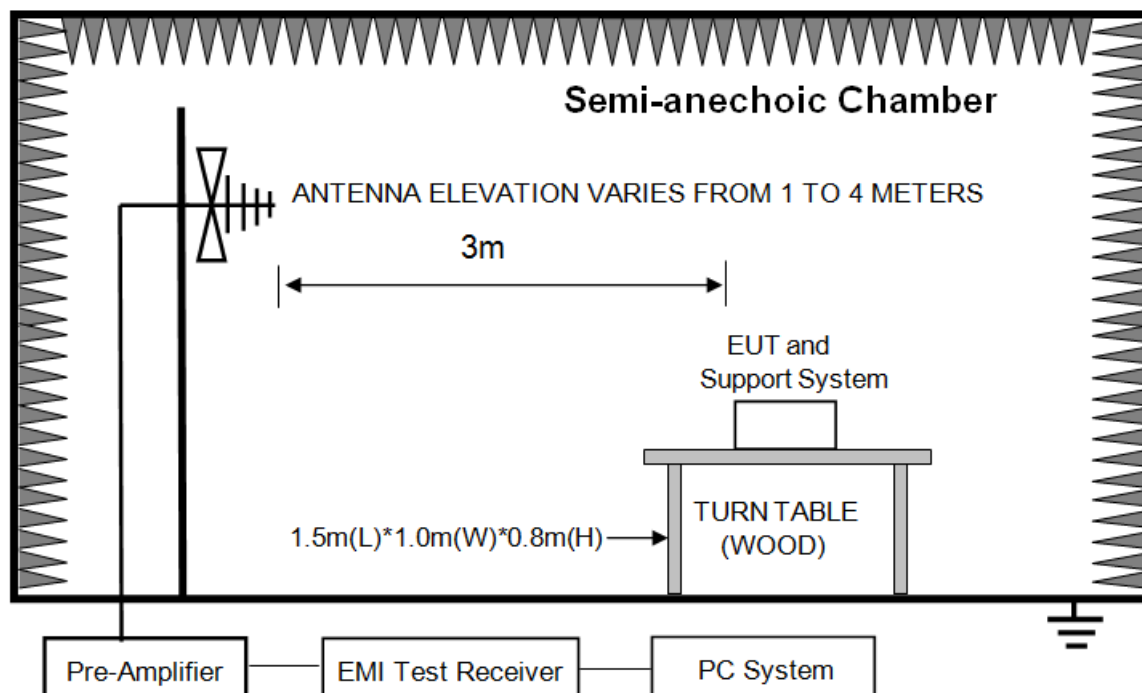 Semi-anechoic Chamber
ANTENNA ELEVATION VARIES FROM 1 TO 4 METERS
3m
EUT and
Support System
TURN TABLE
(WOOD)
1.5m(L)*1.0m(W)*0.8m(H)
Pre-Amplifier
EMI Test Receiver
PC System